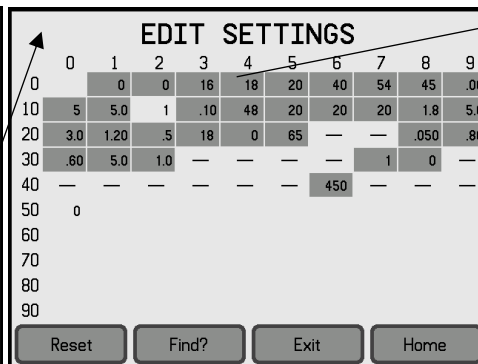 EDIT SETTINGS
0 1 2 3 4 5 6 7 8 9
0 0 0 16 18 20 40 54 45
10 5 5.0 1 .10 48 20 20 20 1.8
20 3.0 1.20 .5 18 0 65 — — .050
30 .60 5.0 1.0 — — — — 1 0 —
40 — — — — — — 450 — — —
50 0
60
70
80
90
Reset Find? Exit Home